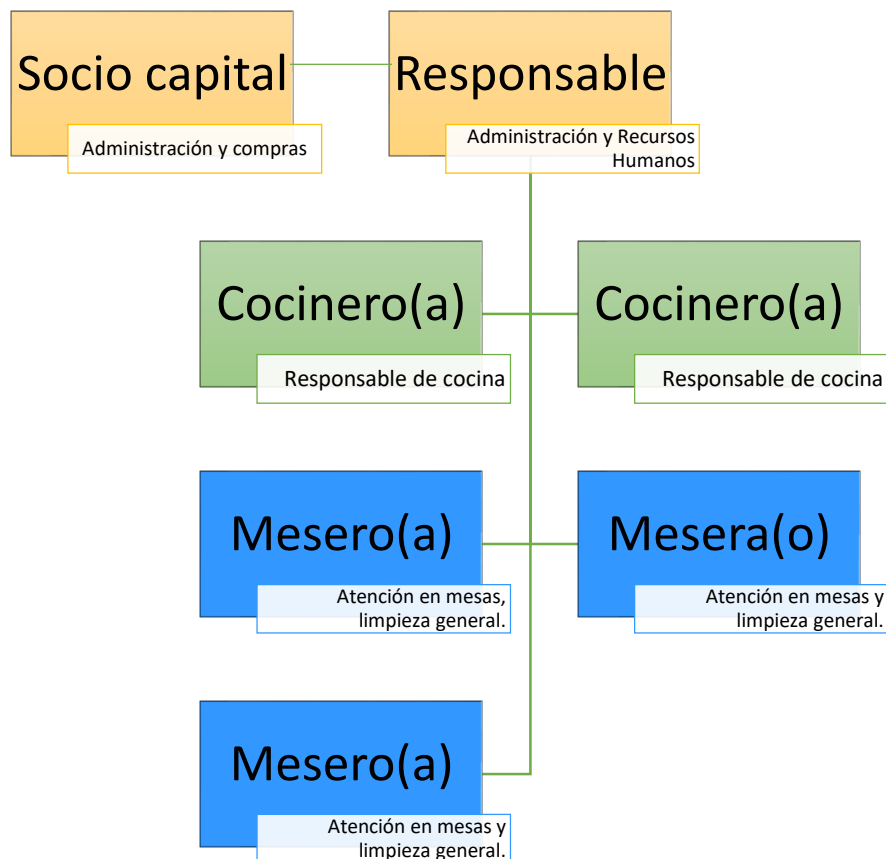 Socio capital
Administración y compras
Responsable
Administración y Recursos
Humanos
Cocinero(a)
Responsable de cocina
Cocinero(a)
Responsable de cocina
Mesero(a)
Atención en mesas,
limpieza general.
Mesera(o)
Atención en mesas y
limpieza general.
Mesero(a)
Atención en mesas y
limpieza general.